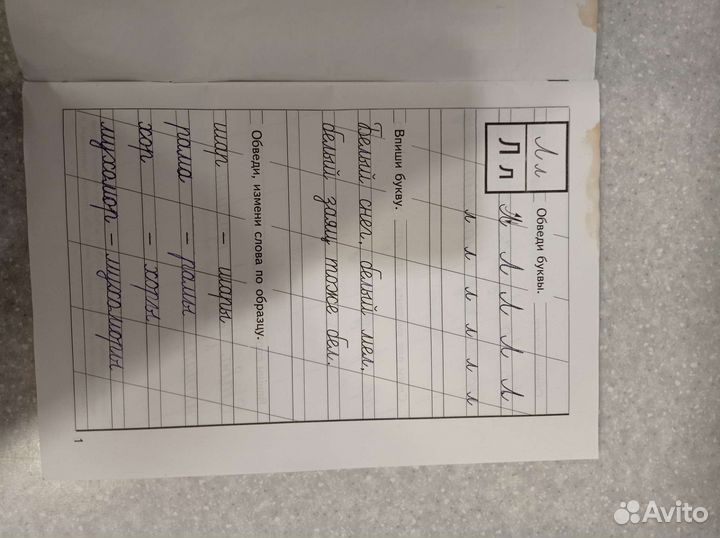 Л л
Л л
Обведи буквы.
Л Л Л Л Л
л л л л л л
Впиши букву.
Белый снег, белый мел,
белый заяц тоже бел.
Обведи, измени слова по образцу.
шар – шары
рама – рамы
хор – хоры
мухомор – мухоморы
1
Avito